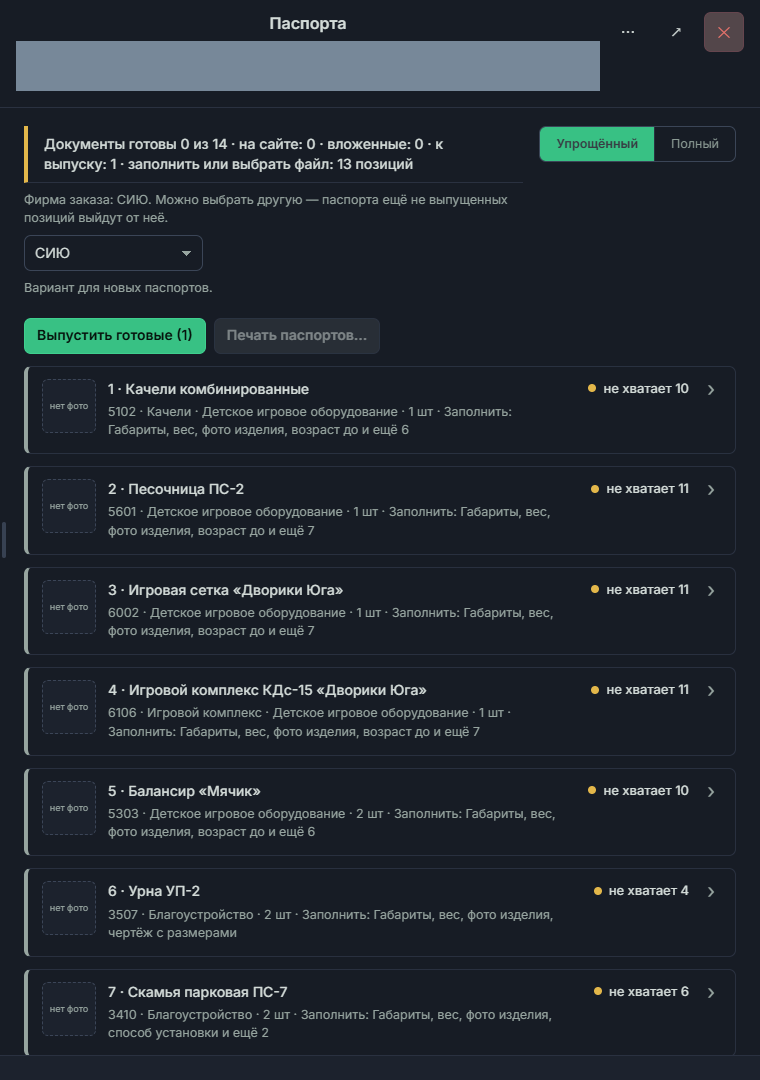 Паспорта
...
↗
×
Документы готовы 0 из 14 · на сайте: 0 · вложенные: 0 · к
выпуску: 1 · заполнить или выбрать файл: 13 позиций
Упрощённый
Полный
Фирма заказа: СИЮ. Можно выбрать другую — паспорта ещё не выпущенных
позиций выйдут от неё.
СИЮ
Вариант для новых паспортов.
Выпустить готовые (1)
Печать паспортов...
нет фото
1 · Качели комбинированные
не хватает 10
5102 · Качели · Детское игровое оборудование · 1 шт · Заполнить:
Габариты, вес, фото изделия, возраст до и ещё 6
нет фото
2 · Песочница ПС-2
не хватает 11
5601 · Детское игровое оборудование · 1 шт · Заполнить: Габариты, вес,
фото изделия, возраст до и ещё 7
нет фото
3 · Игровая сетка «Дворики Юга»
не хватает 11
6002 · Детское игровое оборудование · 1 шт · Заполнить: Габариты, вес,
фото изделия, возраст до и ещё 7
нет фото
4 · Игровой комплекс КДс-15 «Дворики Юга»
не хватает 11
6106 · Игровой комплекс · Детское игровое оборудование · 1 шт ·
Заполнить: Габариты, вес, фото изделия, возраст до и ещё 7
нет фото
5 · Балансир «Мячик»
не хватает 10
5303 · Детское игровое оборудование · 2 шт · Заполнить: Габариты, вес,
фото изделия, возраст до и ещё 6
нет фото
6 · Урна УП-2
не хватает 4
3507 · Благоустройство · 2 шт · Заполнить: Габариты, вес, фото изделия,
чертёж с размерами
нет фото
7 · Скамья парковая ПС-7
не хватает 6
3410 · Благоустройство · 2 шт · Заполнить: Габариты, вес, фото изделия,
способ установки и ещё 2